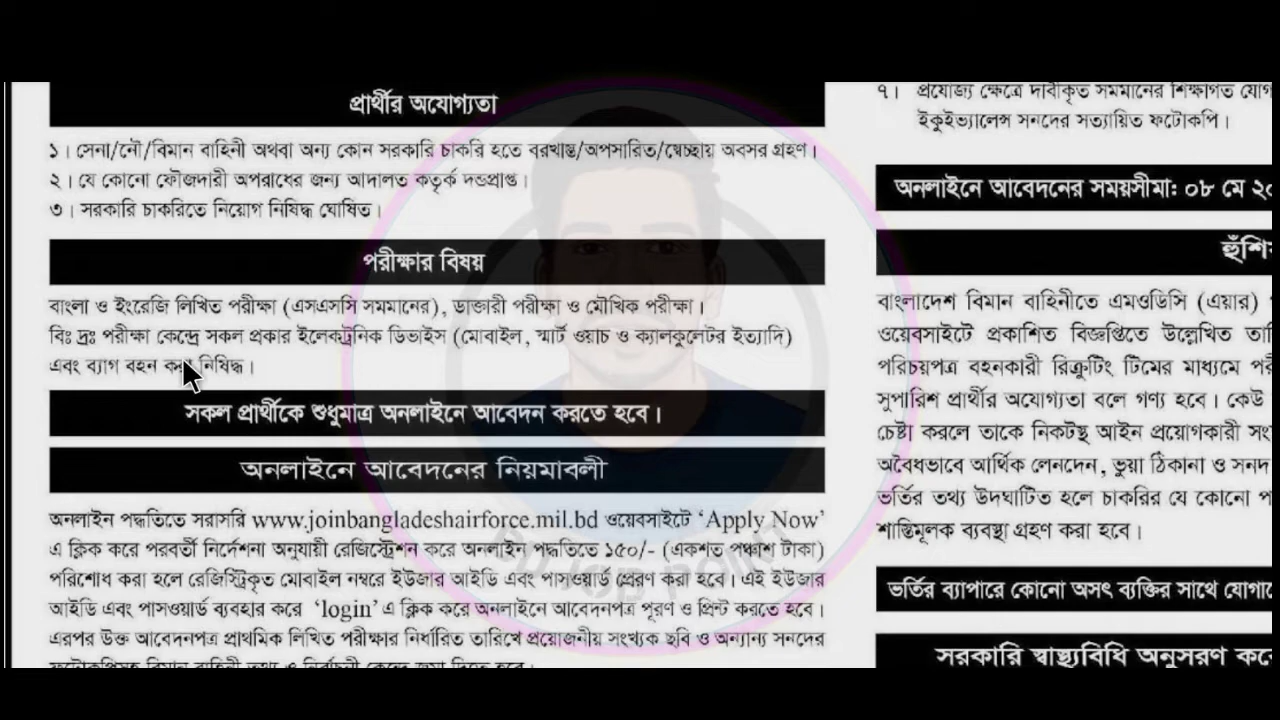 প্রার্থীর অযোগ্যতা
১। সেনা/নৌ/বিমান বাহিনী অথবা অন্য কোন সরকারি চাকরি হতে বরখাস্ত/অপসারিত/স্বেচ্ছায় অবসর গ্রহণ।
২। যে কোনো ফৌজদারী অপরাধের জন্য আদালত কর্তৃক দন্ডপ্রাপ্ত।
৩। সরকারি চাকরিতে নিয়োগ নিষিদ্ধ ঘোষিত।
পরীক্ষার বিষয়
বাংলা ও ইংরেজি লিখিত পরীক্ষা (এসএসসি সমমানের), ডাক্তারী পরীক্ষা ও মৌখিক পরীক্ষা।
বিঃ দ্রঃ পরীক্ষা কেন্দ্রে সকল প্রকার ইলেকট্রনিক ডিভাইস (মোবাইল, স্মার্ট ওয়াচ ও ক্যালকুলেটর ইত্যাদি)
এবং ব্যাগ বহন নিষিদ্ধ।
সকল প্রার্থীকে শুধুমাত্র অনলাইনে আবেদন করতে হবে।
অনলাইনে আবেদনের নিয়মাবলী
অনলাইন পদ্ধতিতে সরাসরি www.joinbangladeshairforce.mil.bd ওয়েবসাইটে ‘Apply Now’
এ ক্লিক করে পরবর্তী নির্দেশনা অনুযায়ী রেজিস্ট্রেশন করে অনলাইন পদ্ধতিতে ১৫০/- (একশত পঞ্চাশ টাকা)
পরিশোধ করা হলে রেজিস্ট্রিকৃত মোবাইল নম্বরে ইউজার আইডি এবং পাসওয়ার্ড প্রেরণ করা হবে। এই ইউজার
আইডি এবং পাসওয়ার্ড ব্যবহার করে ‘login’ এ ক্লিক করে অনলাইনে আবেদনপত্র পূরণ ও প্রিন্ট করতে হবে।
এরপর উক্ত আবেদনপত্র প্রাথমিক লিখিত পরীক্ষার নির্ধারিত তারিখে প্রয়োজনীয় সংখ্যক ছবি ও অন্যান্য সনদের
৭। প্রযোজ্য ক্ষেত্রে দাবীকৃত সমমানের শিক্ষাগত যোগ
ইকুইভ্যালেন্স সনদের সত্যায়িত ফটোকপি।
অনলাইনে আবেদনের সময়সীমা: ০৮ মে ২০
হুঁশি
বাংলাদেশ বিমান বাহিনীতে এমওডিসি (এয়ার)
ওয়েবসাইটে প্রকাশিত বিজ্ঞপ্তিতে উল্লেখিত তা
পরিচয়পত্র বহনকারী রিক্রুটিং টিমের মাধ্যমে পরী
সুপারিশ প্রার্থীর অযোগ্যতা বলে গণ্য হবে। কেউ
চেষ্টা করলে তাকে নিকটস্থ আইন প্রয়োগকারী সং
অবৈধভাবে আর্থিক লেনদেন, ভুয়া ঠিকানা ও সনদ
ভর্তির তথ্য উদঘাটিত হলে চাকরির যে কোনো প
শাস্তিমূলক ব্যবস্থা গ্রহণ করা হবে।
ভর্তির ব্যাপারে কোনো অসৎ ব্যক্তির সাথে যোগা
সরকারি স্বাস্থ্যবিধি অনুসরণ কর